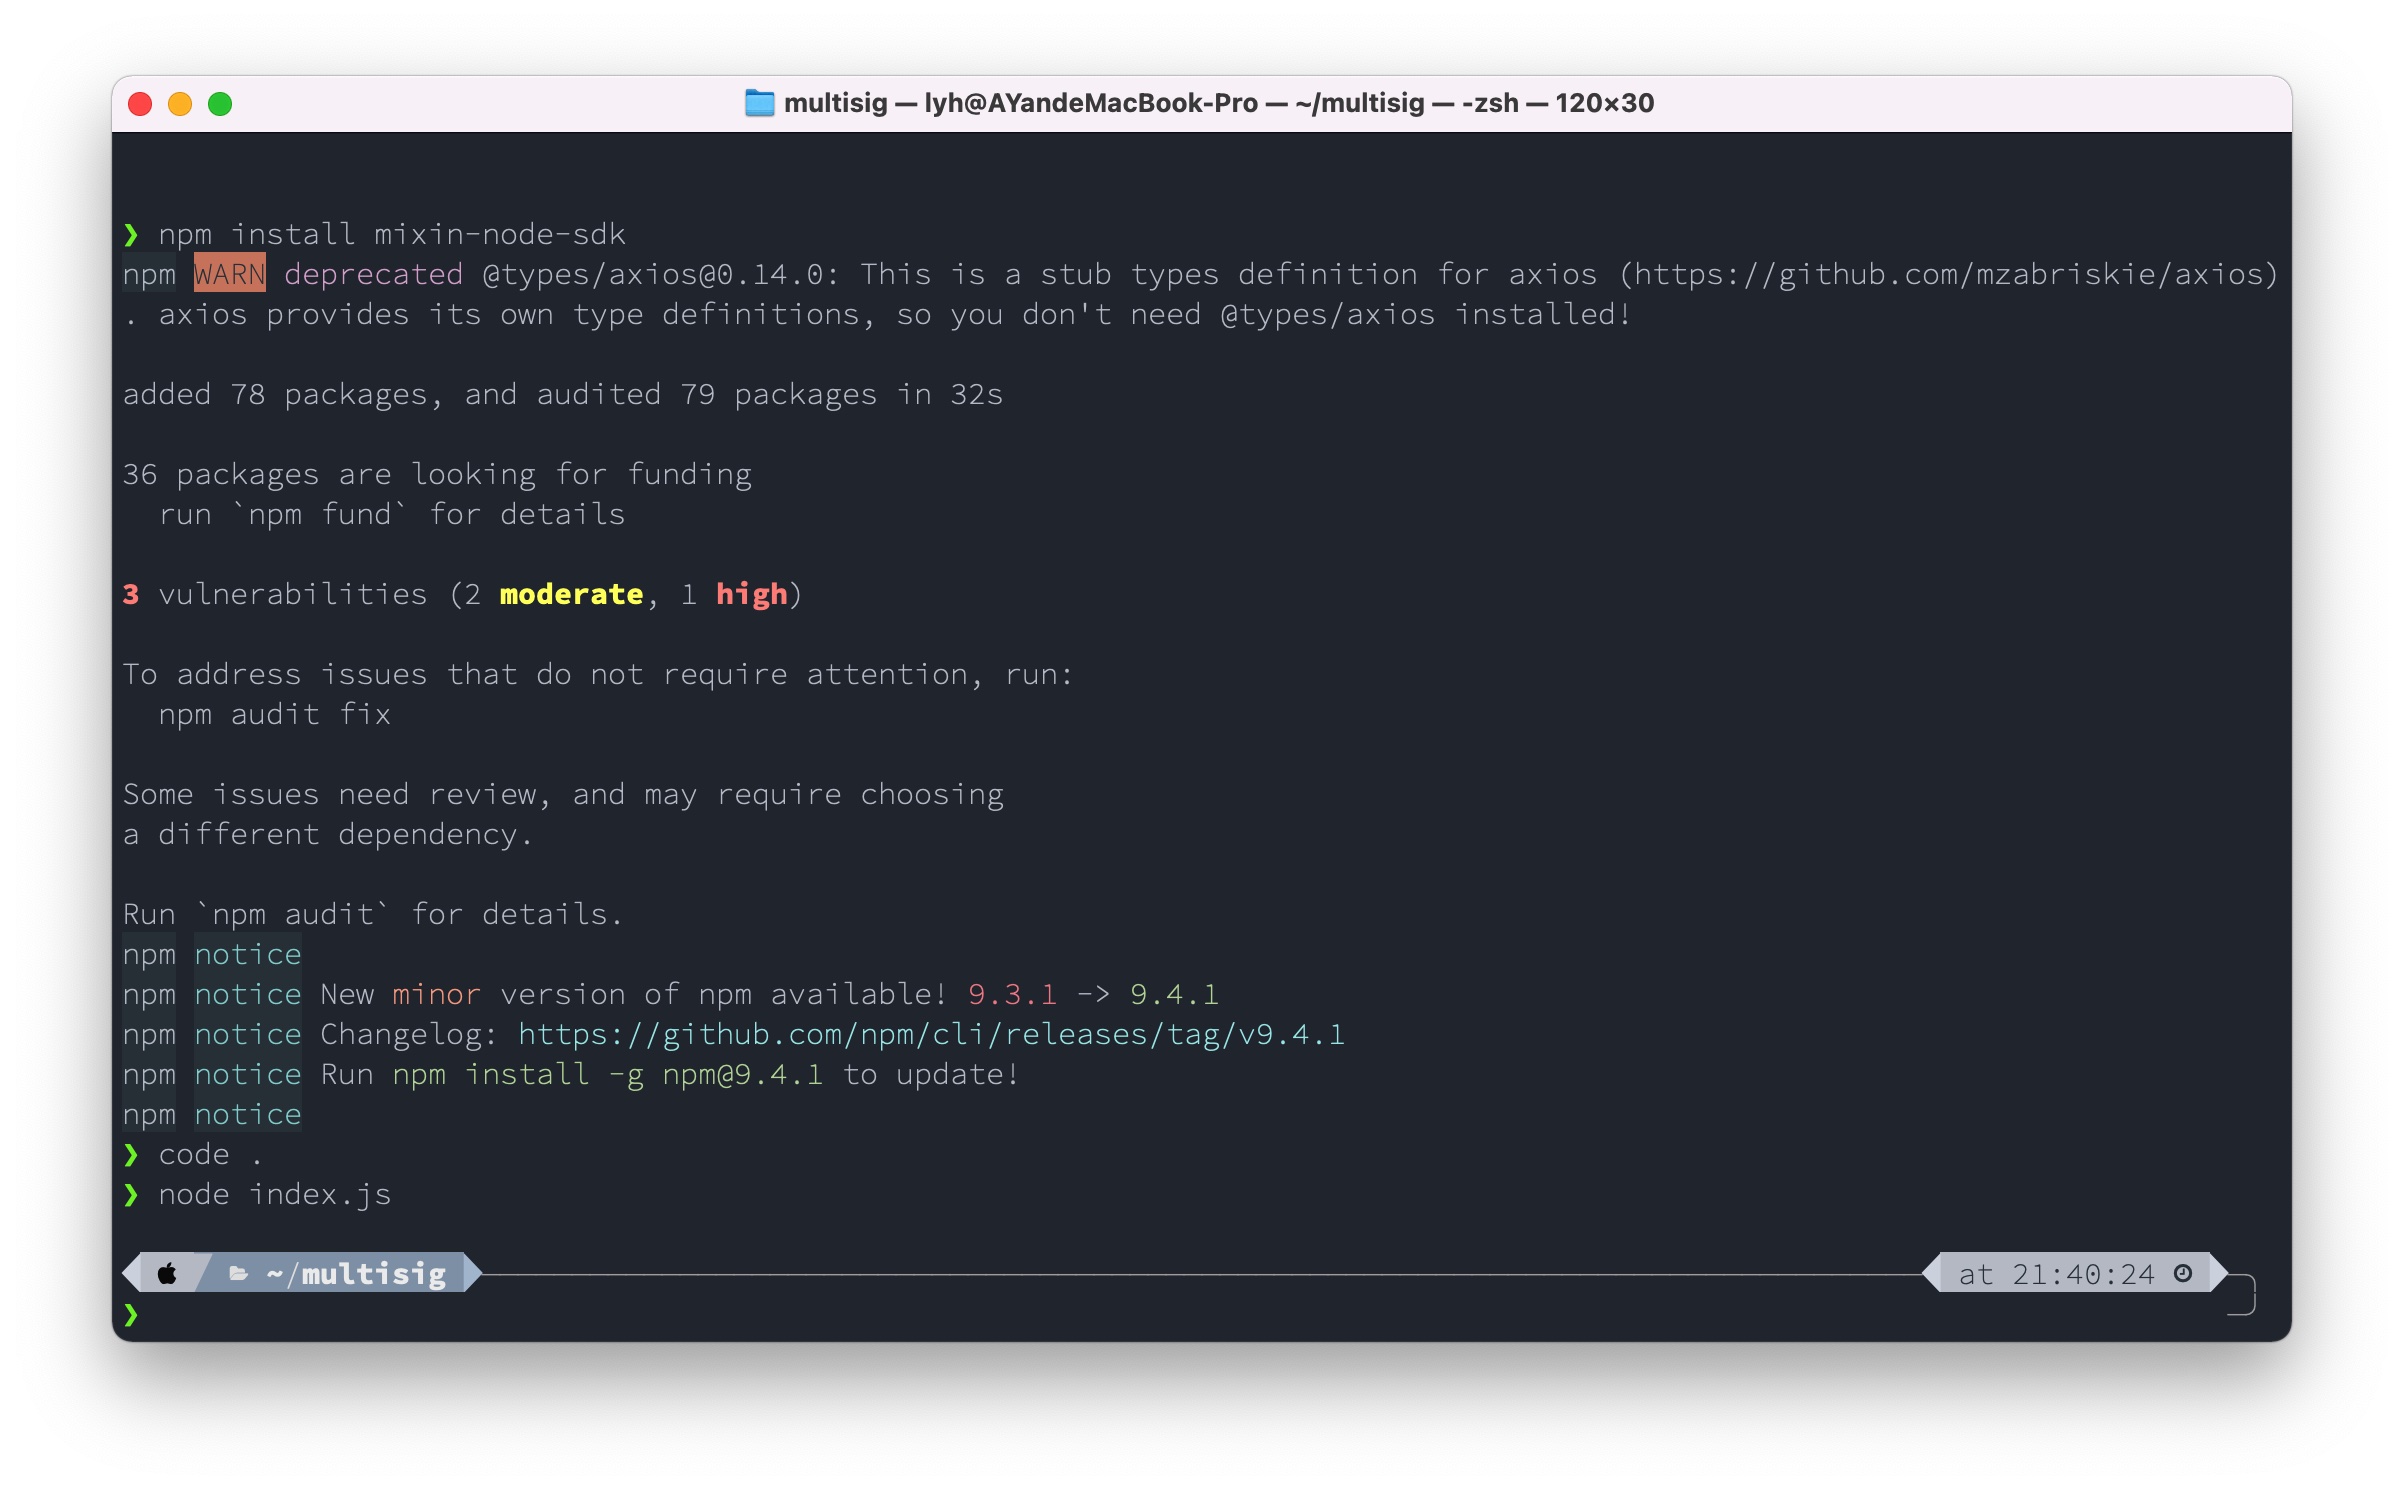 multisig — lyh@AYandeMacBook-Pro — ~/multisig — -zsh — 120×30
❯ npm install mixin-node-sdk
npm WARN deprecated @types/axios@0.14.0: This is a stub types definition for axios (https://github.com/mzabriskie/axios)
. axios provides its own type definitions, so you don't need @types/axios installed!
added 78 packages, and audited 79 packages in 32s
36 packages are looking for funding
  run `npm fund` for details
3 vulnerabilities (2 moderate, 1 high)
To address issues that do not require attention, run:
  npm audit fix
Some issues need review, and may require choosing
a different dependency.
Run `npm audit` for details.
npm notice
npm notice New minor version of npm available! 9.3.1 -> 9.4.1
npm notice Changelog: https://github.com/npm/cli/releases/tag/v9.4.1
npm notice Run npm install -g npm@9.4.1 to update!
npm notice
❯ code .
❯ node index.js
~/multisig at 21:40:24
❯